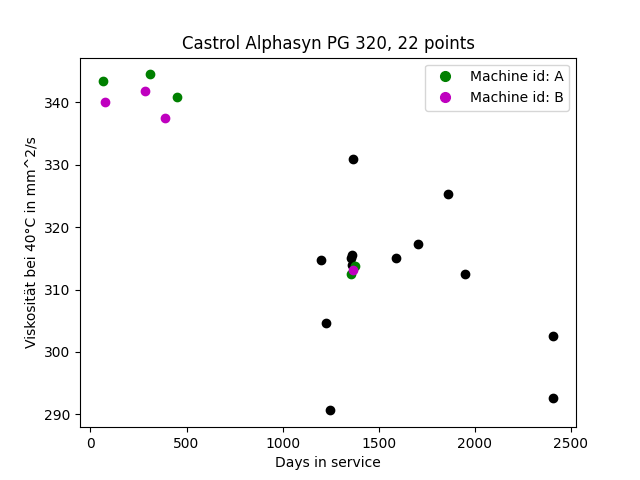 Castrol Alphasyn PG 320, 22 points
Machine id: A
Machine id: B
Viskosität bei 40°C in mm^2/s
340
330
320
310
300
290
0
500
1000
1500
2000
2500
Days in service